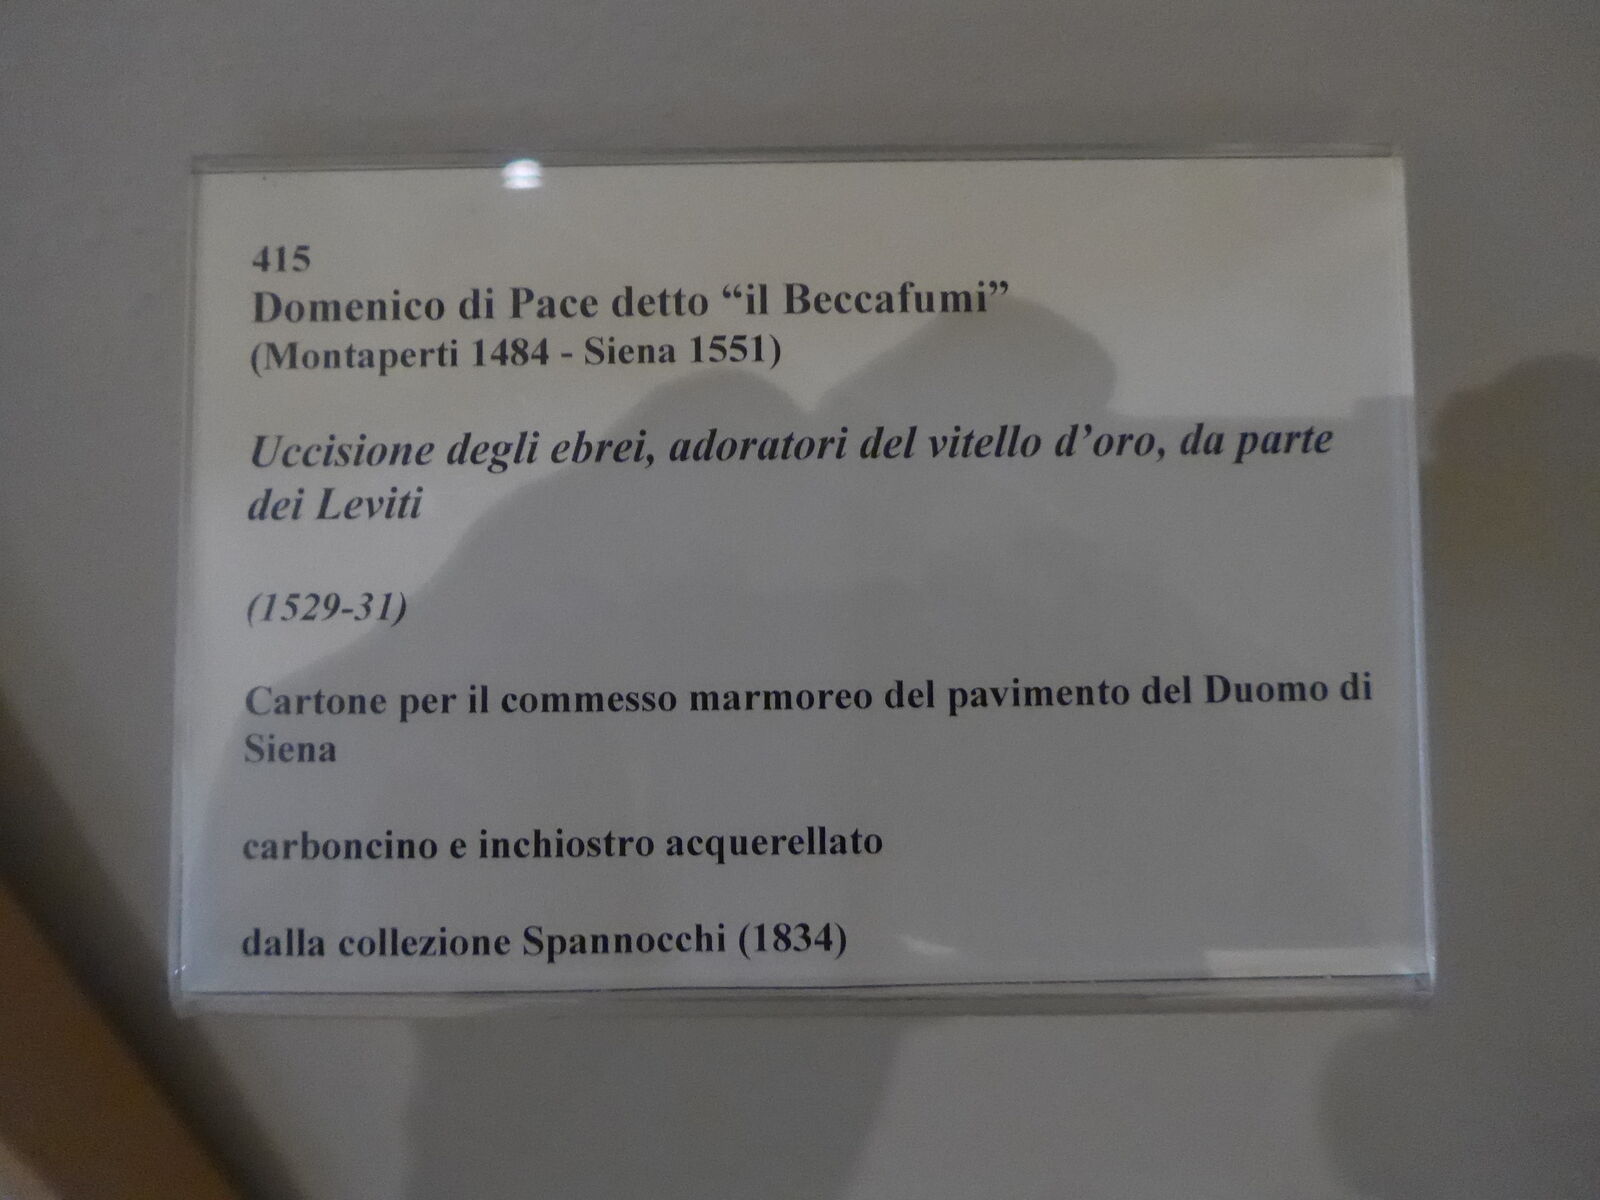 415
Domenico di Pace detto “il Beccafumi”
(Montaperti 1484 - Siena 1551)
Uccisione degli ebrei, adoratori del vitello d’oro, da parte
dei Leviti
(1529-31)
Cartone per il commesso marmoreo del pavimento del Duomo di
Siena
carboncino e inchiostro acquerellato
dalla collezione Spannocchi (1834)